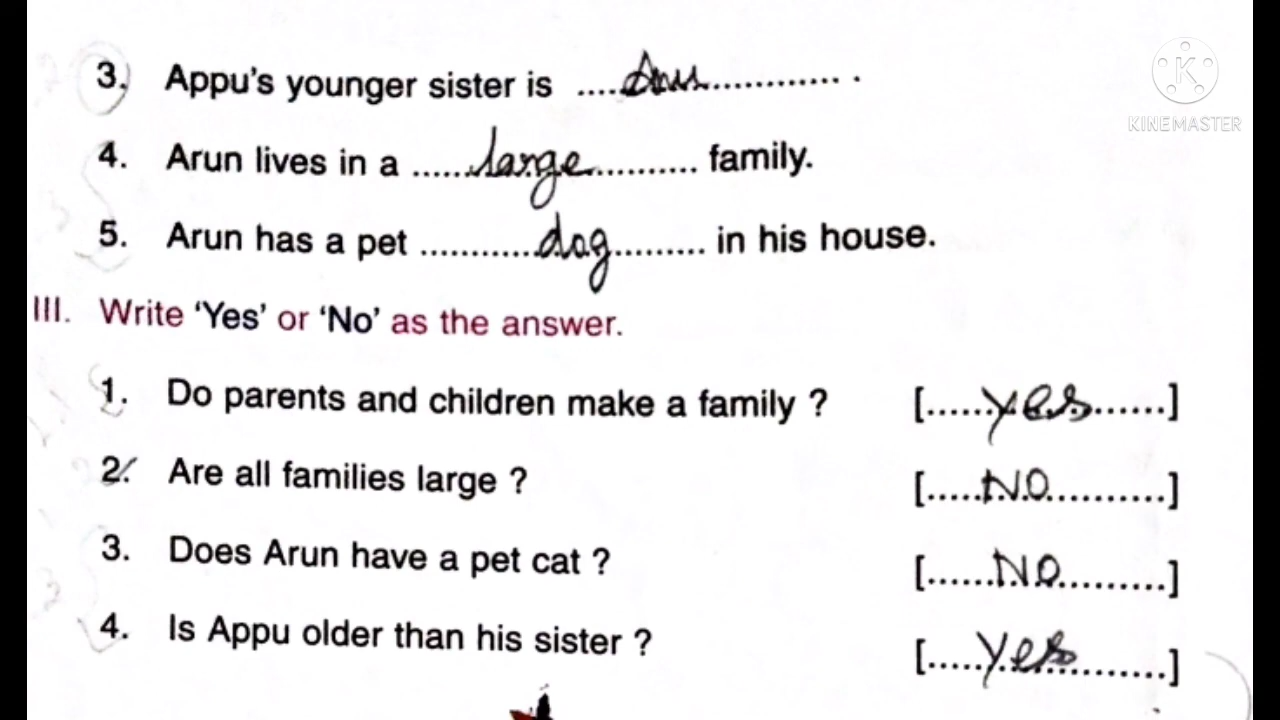 3. Appu's younger sister is .....Anu............... .
KINEMASTER
4. Arun lives in a ......large............ family.
5. Arun has a pet ............dog.......... in his house.
III. Write 'Yes' or 'No' as the answer.
1. Do parents and children make a family ? [......yes.......]
2. Are all families large ? [.....No...........]
3. Does Arun have a pet cat ? [......No..........]
4. Is Appu older than his sister ? [.....Yes..........]